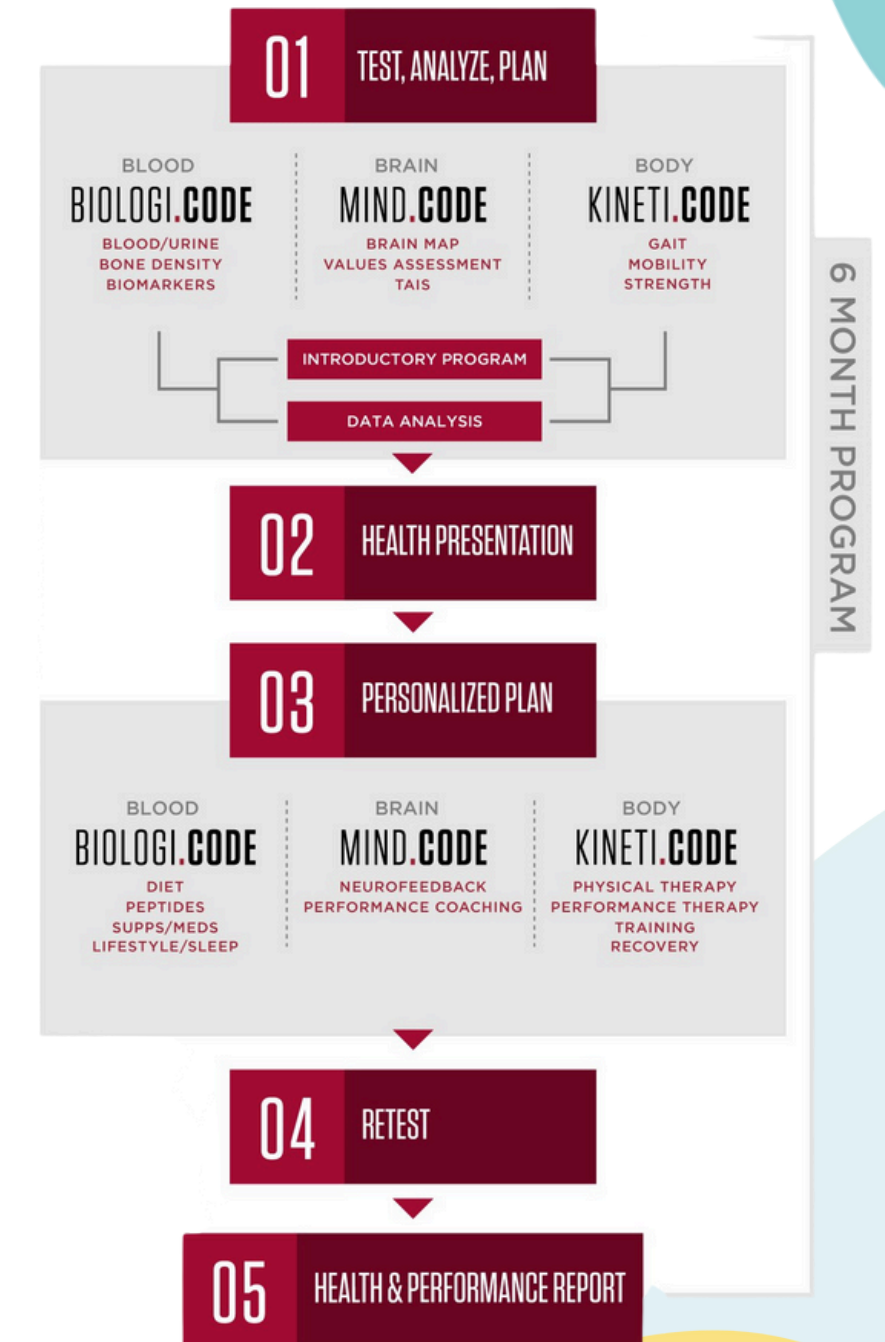 01 TEST, ANALYZE, PLAN
BLOOD
BIOLOGI.CODE
BLOOD/URINE
BONE DENSITY
BIOMARKERS
BRAIN
MIND.CODE
BRAIN MAP
VALUES ASSESSMENT
TAIS
BODY
KINETI.CODE
GAIT
MOBILITY
STRENGTH
INTRODUCTORY PROGRAM
DATA ANALYSIS
02 HEALTH PRESENTATION
03 PERSONALIZED PLAN
BLOOD
BIOLOGI.CODE
DIET
PEPTIDES
SUPPS/MEDS
LIFESTYLE/SLEEP
BRAIN
MIND.CODE
NEUROFEEDBACK
PERFORMANCE COACHING
BODY
KINETI.CODE
PHYSICAL THERAPY
PERFORMANCE THERAPY
TRAINING
RECOVERY
04 RETEST
05 HEALTH & PERFORMANCE REPORT
6 MONTH PROGRAM